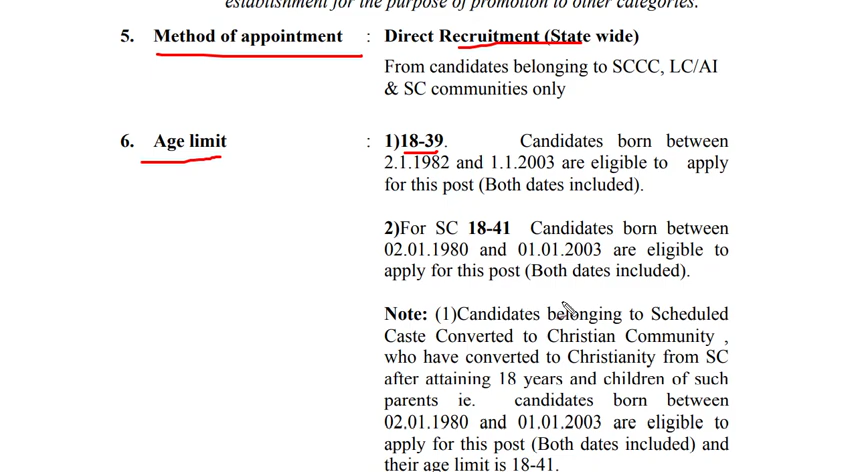 establishment for the purpose of promotion to other categories.
5. Method of appointment : Direct Recruitment (State wide)
From candidates belonging to SCCC, LC/AI
& SC communities only
6. Age limit : 1)18-39. Candidates born between
2.1.1982 and 1.1.2003 are eligible to apply
for this post (Both dates included).
2)For SC 18-41 Candidates born between
02.01.1980 and 01.01.2003 are eligible to
apply for this post (Both dates included).
Note: (1)Candidates belonging to Scheduled
Caste Converted to Christian Community ,
who have converted to Christianity from SC
after attaining 18 years and children of such
parents ie. candidates born between
02.01.1980 and 01.01.2003 are eligible to
apply for this post (Both dates included) and
their age limit is 18-41.